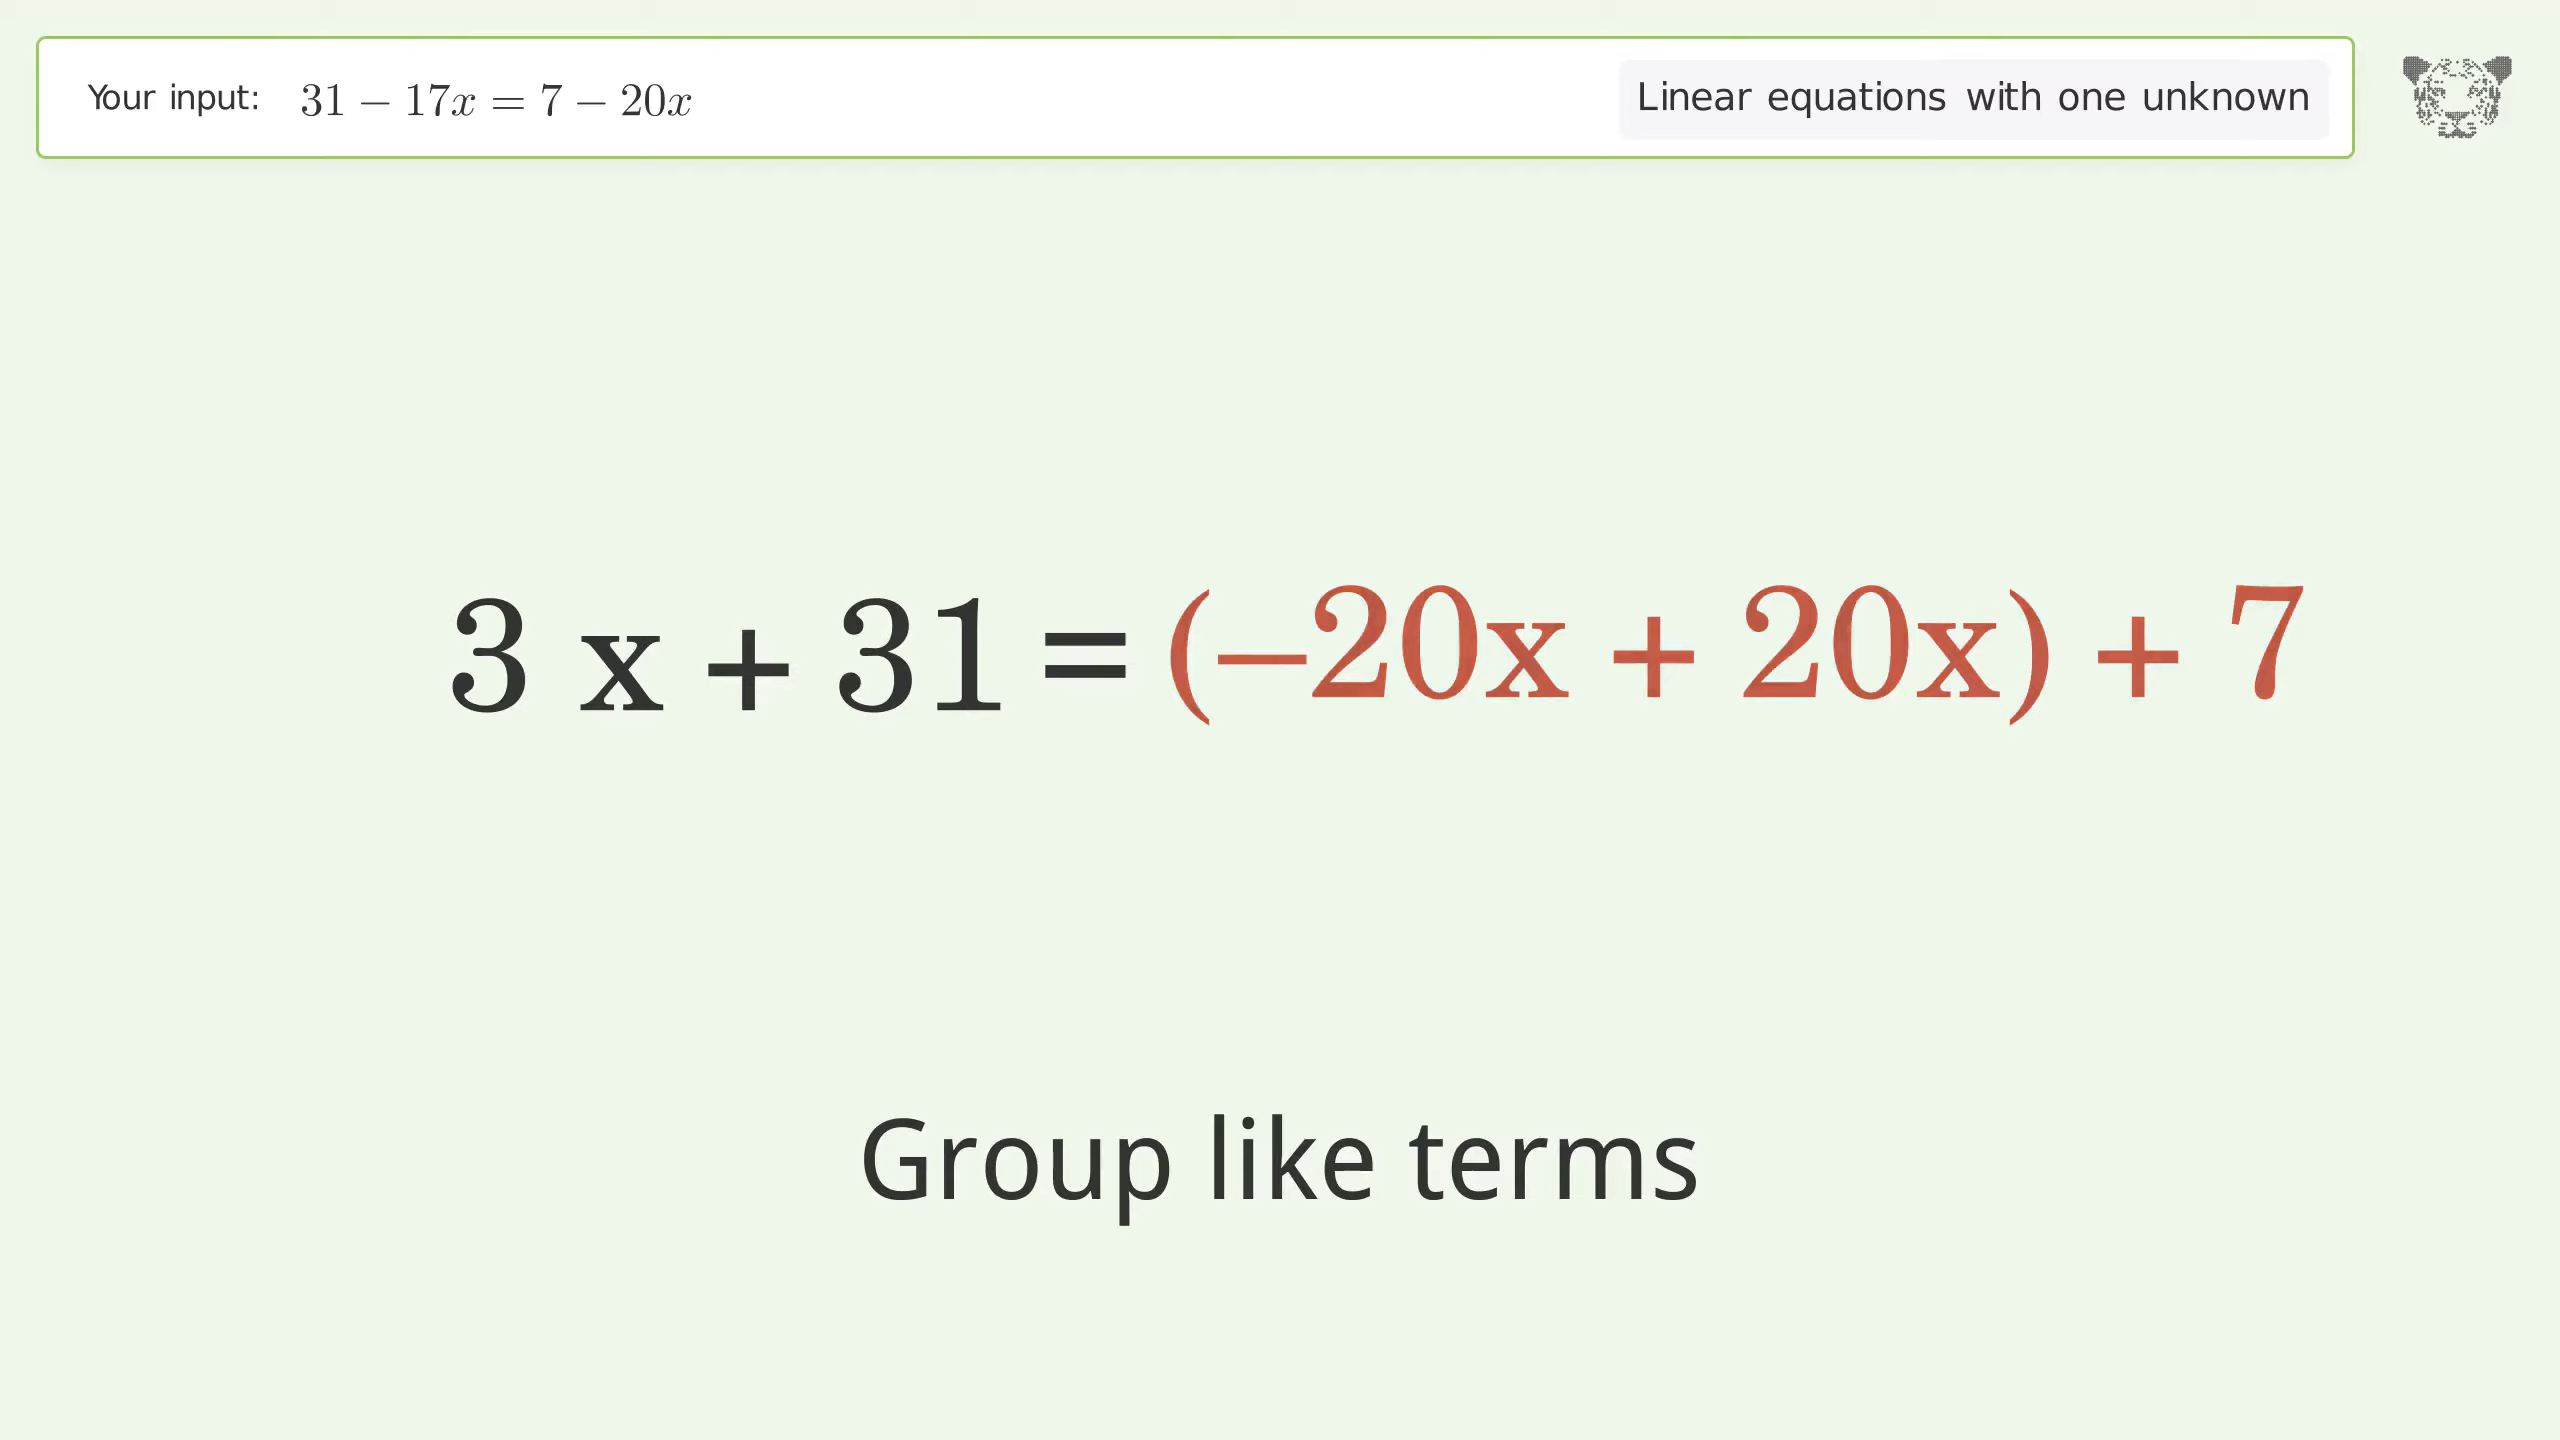 Your input: 31 − 17x = 7 − 20x
Linear equations with one unknown
3 x + 31 = (−20x + 20x) + 7
Group like terms